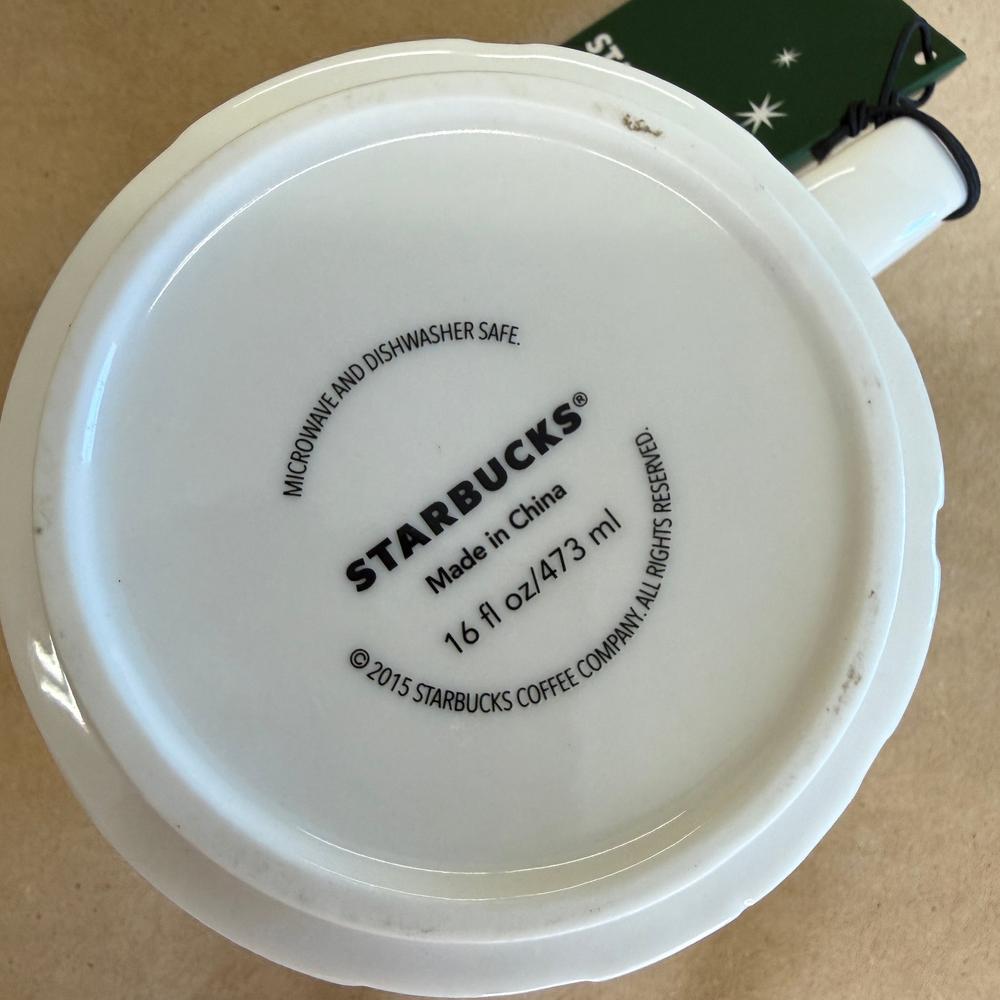 MICROWAVE AND DISHWASHER SAFE.
STARBUCKS®
Made in China
16 fl oz/473 ml
© 2015 STARBUCKS COFFEE COMPANY. ALL RIGHTS RESERVED.